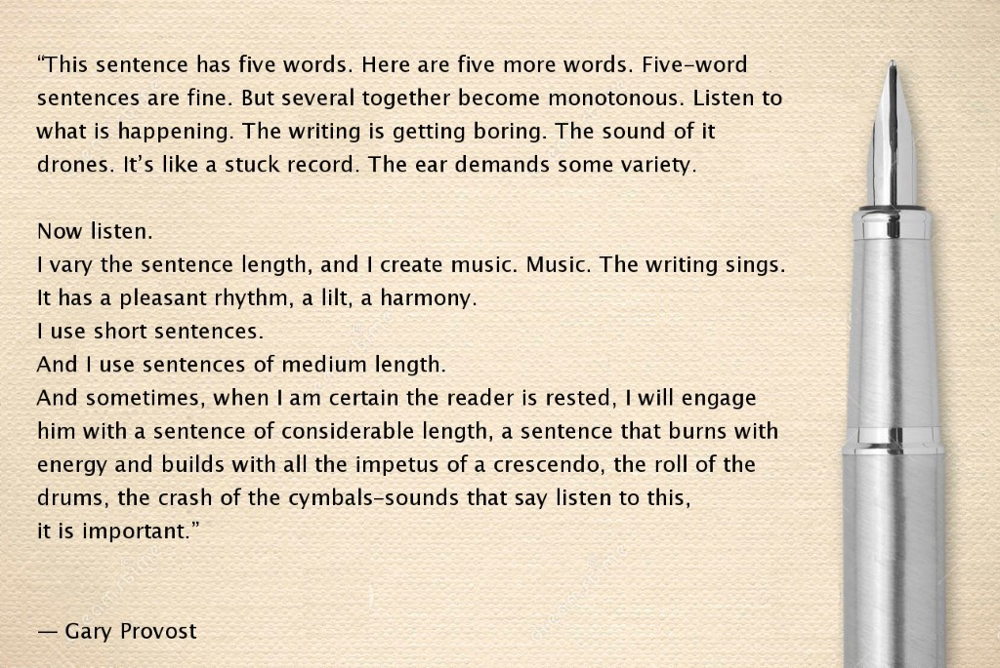 “This sentence has five words. Here are five more words. Five-word
sentences are fine. But several together become monotonous. Listen to
what is happening. The writing is getting boring. The sound of it
drones. It’s like a stuck record. The ear demands some variety.
Now listen.
I vary the sentence length, and I create music. Music. The writing sings.
It has a pleasant rhythm, a lilt, a harmony.
I use short sentences.
And I use sentences of medium length.
And sometimes, when I am certain the reader is rested, I will engage
him with a sentence of considerable length, a sentence that burns with
energy and builds with all the impetus of a crescendo, the roll of the
drums, the crash of the cymbals–sounds that say listen to this,
it is important.”
— Gary Provost